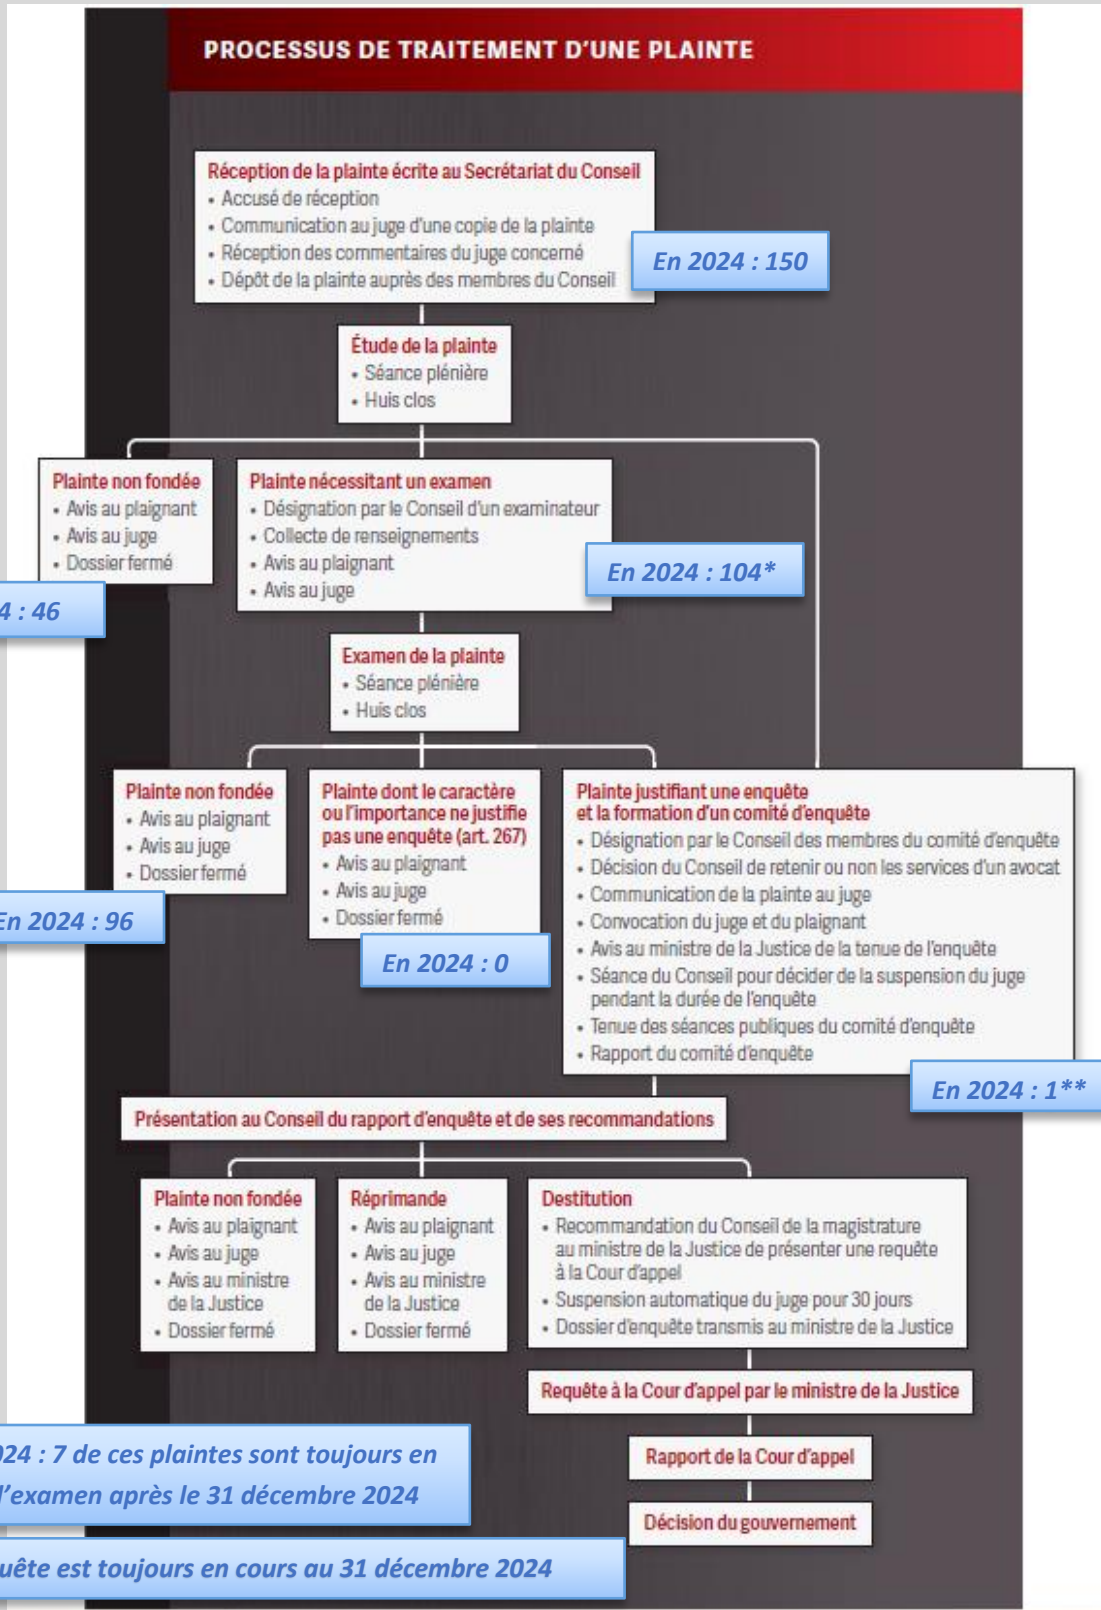 PROCESSUS DE TRAITEMENT D'UNE PLAINTE
Réception de la plainte écrite au Secrétariat du Conseil
• Accusé de réception
• Communication au juge d'une copie de la plainte
• Réception des commentaires du juge concerné
• Dépôt de la plainte auprès des membres du Conseil
En 2024 : 150
Étude de la plainte
• Séance plénière
• Huis clos
Plainte non fondée
• Avis au plaignant
• Avis au juge
• Dossier fermé
4 : 46
Plainte nécessitant un examen
• Désignation par le Conseil d'un examinateur
• Collecte de renseignements
• Avis au plaignant
• Avis au juge
En 2024 : 104*
Examen de la plainte
• Séance plénière
• Huis clos
Plainte non fondée
• Avis au plaignant
• Avis au juge
• Dossier fermé
En 2024 : 96
Plainte dont le caractère
ou l'importance ne justifie
pas une enquête (art. 267)
• Avis au plaignant
• Avis au juge
• Dossier fermé
En 2024 : 0
Plainte justifiant une enquête
et la formation d'un comité d'enquête
• Désignation par le Conseil des membres du comité d'enquête
• Décision du Conseil de retenir ou non les services d'un avocat
• Communication de la plainte au juge
• Convocation du juge et du plaignant
• Avis au ministre de la Justice de la tenue de l'enquête
• Séance du Conseil pour décider de la suspension du juge
pendant la durée de l'enquête
• Tenue des séances publiques du comité d'enquête
• Rapport du comité d'enquête
En 2024 : 1**
Présentation au Conseil du rapport d'enquête et de ses recommandations
Plainte non fondée
• Avis au plaignant
• Avis au juge
• Avis au ministre
de la Justice
• Dossier fermé
Réprimande
• Avis au plaignant
• Avis au juge
• Avis au ministre
de la Justice
• Dossier fermé
Destitution
• Recommandation du Conseil de la magistrature
au ministre de la Justice de présenter une requête
à la Cour d'appel
• Suspension automatique du juge pour 30 jours
• Dossier d'enquête transmis au ministre de la Justice
Requête à la Cour d'appel par le ministre de la Justice
Rapport de la Cour d'appel
Décision du gouvernement
024 : 7 de ces plaintes sont toujours en
l'examen après le 31 décembre 2024
uête est toujours en cours au 31 décembre 2024